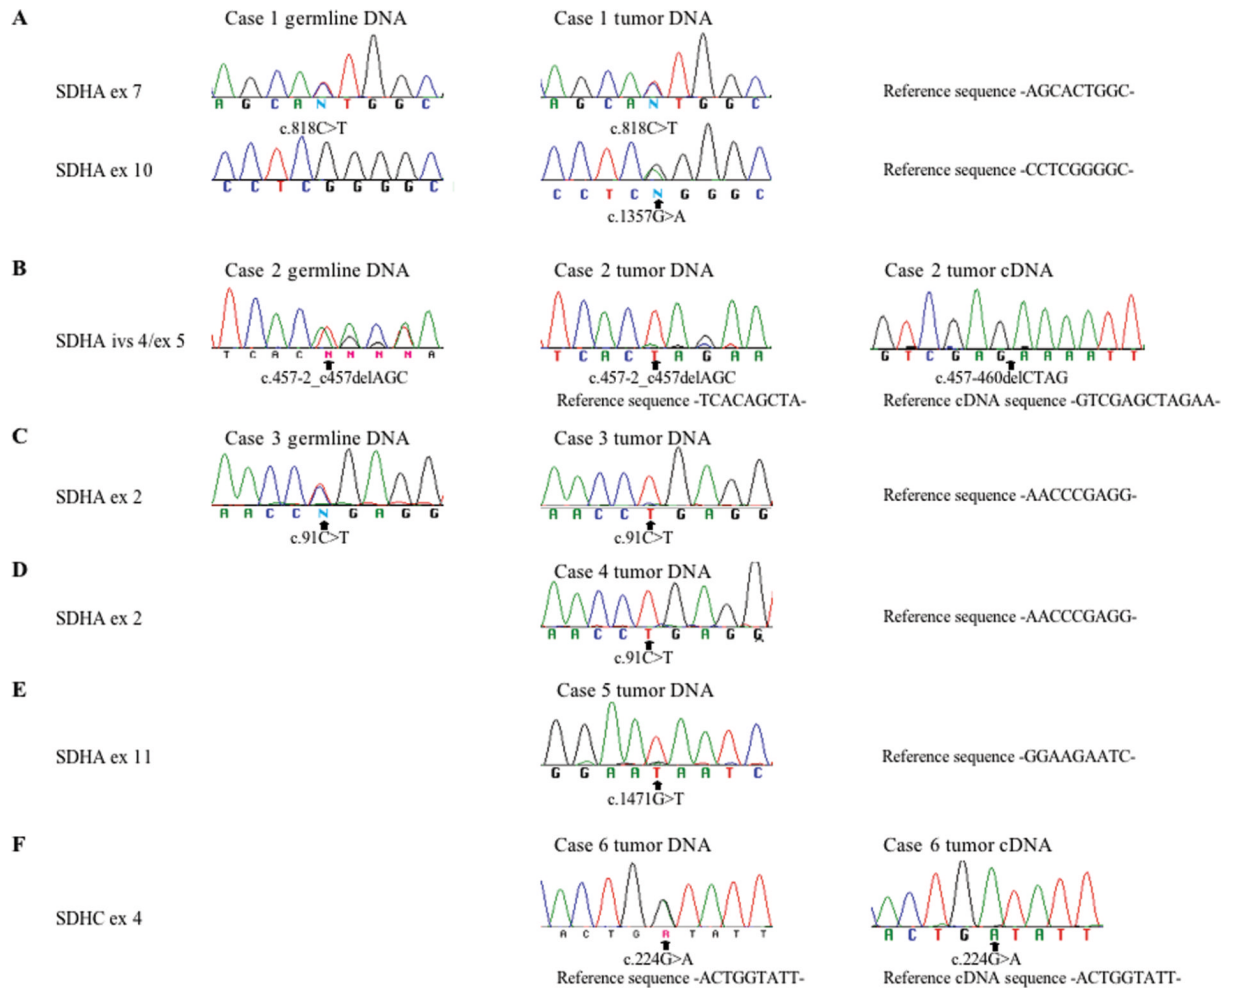 A
Case 1 germline DNA
Case 1 tumor DNA
SDHA ex 7
A G C A N T G G C
A G C A N T G G C
Reference sequence -AGCACTGGC-
c.818C>T
c.818C>T
SDHA ex 10
C C T C G G G G C
C C T C N G G G C
Reference sequence -CCTCGGGGC-
c.1357G>A
B
Case 2 germline DNA
Case 2 tumor DNA
Case 2 tumor cDNA
SDHA ivs 4/ex 5
T C A C N N N N A
T C A C T A G A A
G T C G A G A A A A T T
c.457-2_c457delAGC
c.457-2_c457delAGC
c.457-460delCTAG
Reference sequence -TCACAGCTA-
Reference cDNA sequence -GTCGAGCTAGAA-
C
Case 3 germline DNA
Case 3 tumor DNA
SDHA ex 2
A A C C N G A G G
A A C C T G A G G
Reference sequence -AACCCGAGG-
c.91C>T
c.91C>T
D
Case 4 tumor DNA
SDHA ex 2
A A C C T G A G G
Reference sequence -AACCCGAGG-
c.91C>T
E
Case 5 tumor DNA
SDHA ex 11
G G A A T A A T C
Reference sequence -GGAAGAATC-
c.1471G>T
F
Case 6 tumor DNA
Case 6 tumor cDNA
SDHC ex 4
A C T G A T A T T
A C T G A T A T T
c.224G>A
c.224G>A
Reference sequence -ACTGGTATT-
Reference cDNA sequence -ACTGGTATT-